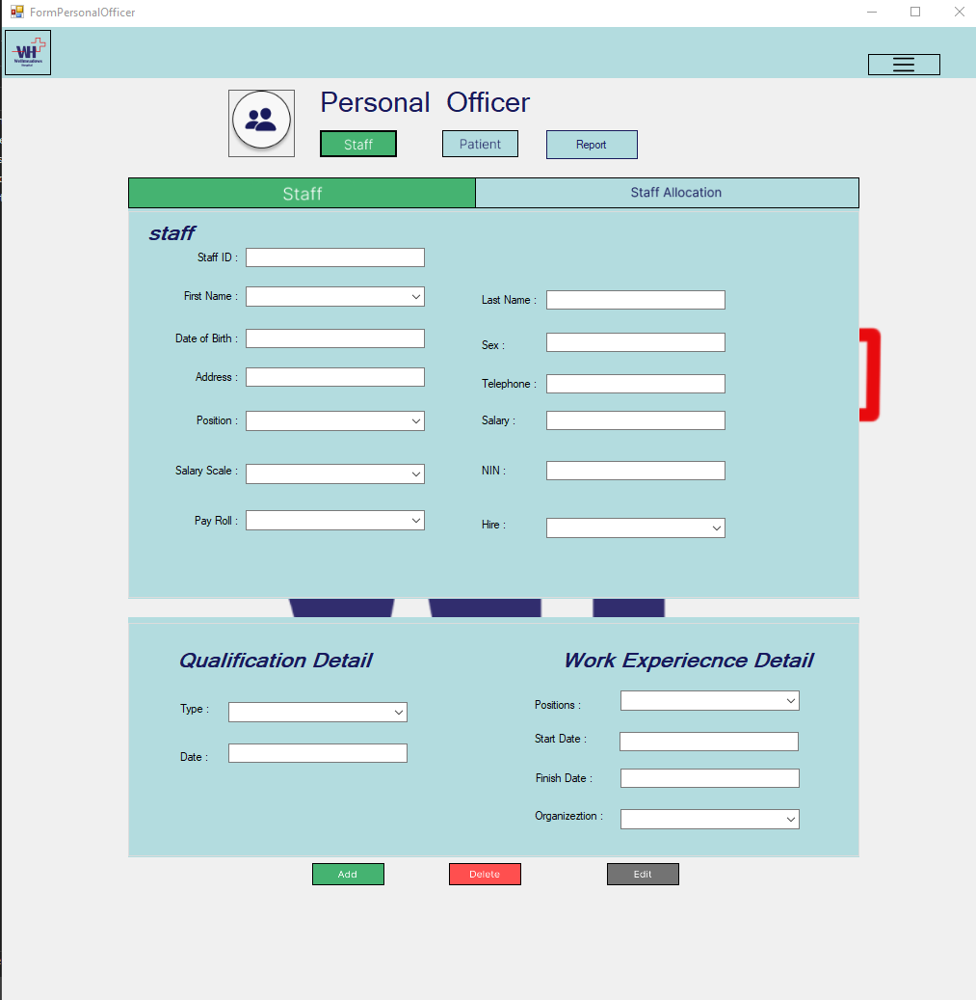 FormPersonalOfficer
WH
Wellmeadows
Hospital
Personal Officer
Staff Patient Report
Staff Staff Allocation
staff
Staff ID :
First Name : Last Name :
Date of Birth : Sex :
Address : Telephone :
Position : Salary :
Salary Scale : NIN :
Pay Roll : Hire :
Qualification Detail Work Experiecnce Detail
Type : Positions :
Start Date :
Date : Finish Date :
Organizeztion :
Add Delete Edit